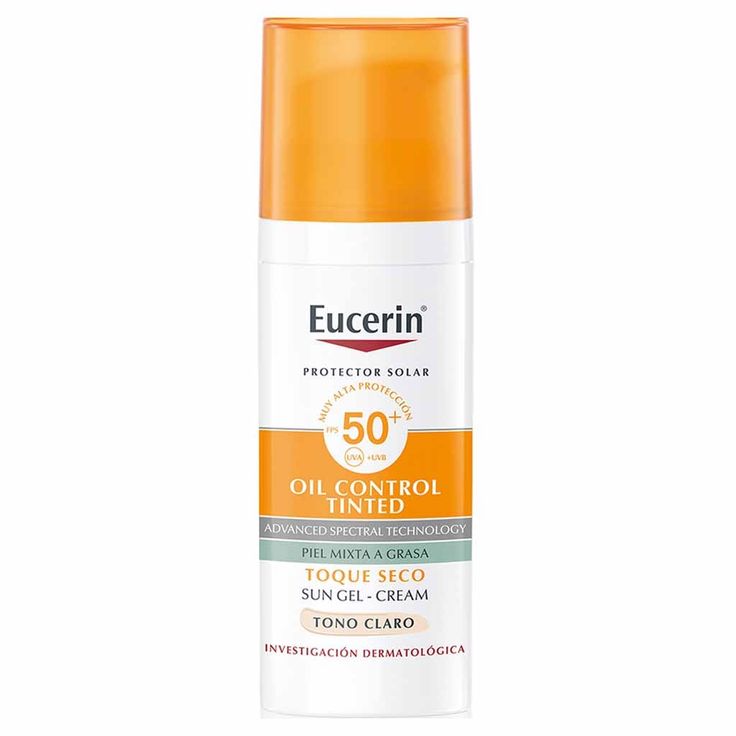 Eucerin®
PROTECTOR SOLAR
MUY ALTA PROTECCIÓN
FPS 50+
UVA +UVB
OIL CONTROL
TINTED
ADVANCED SPECTRAL TECHNOLOGY
PIEL MIXTA A GRASA
TOQUE SECO
SUN GEL - CREAM
TONO CLARO
INVESTIGACIÓN DERMATOLÓGICA